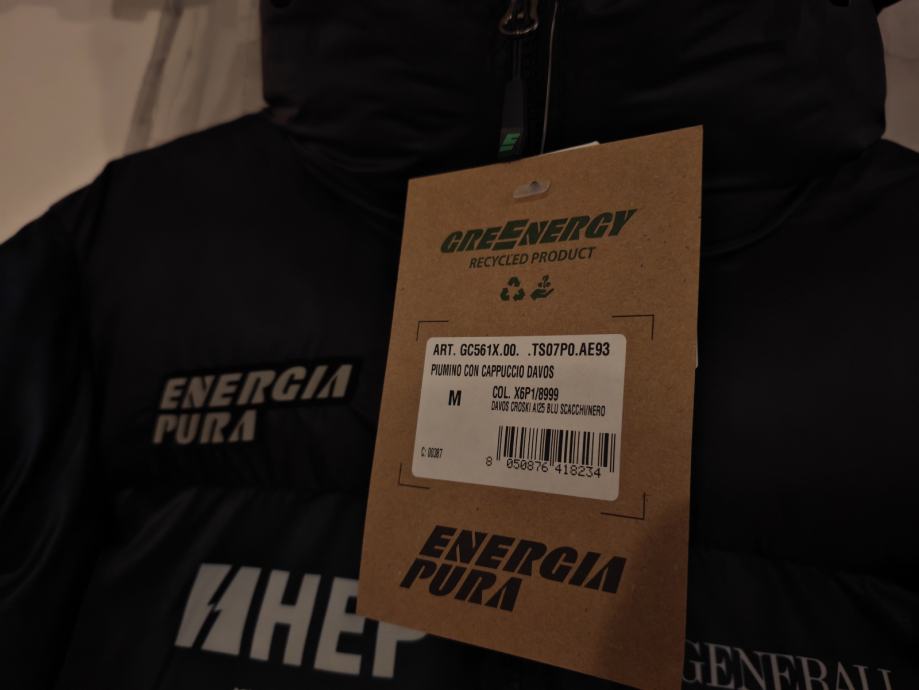 GREENERGY
RECYCLED PRODUCT
ART. GC561X.00. .TS07P0.AE93
PIUMINO CON CAPPUCCIO DAVOS
M
COL. X6P1/8999
DAVOS CROSKI AI25 BLU SCACCHI/NERO
C: 00387
8 050876 418234
ENERGIA
PURA
ENERGIA
PURA
HEP
GENERALI